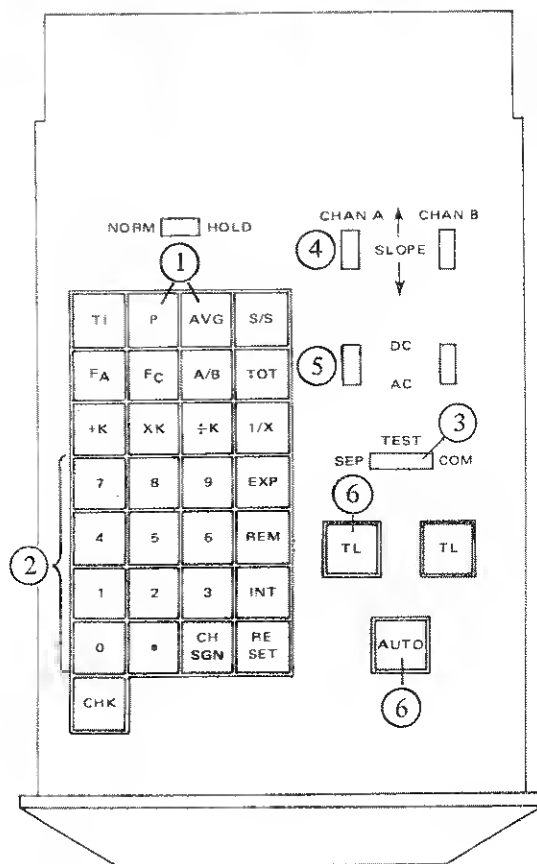 CHAN A CHAN B
NORM HOLD
4 SLOPE
1
TI P AVG S/S
FA FC A/B TOT
5 DC
AC
+K XK ÷K 1/X
TEST 3
SEP COM
7 8 9 EXP
6
4 5 6 REM
TL TL
2
1 2 3 INT
0 • CH SGN RE SET
AUTO
CHK
6